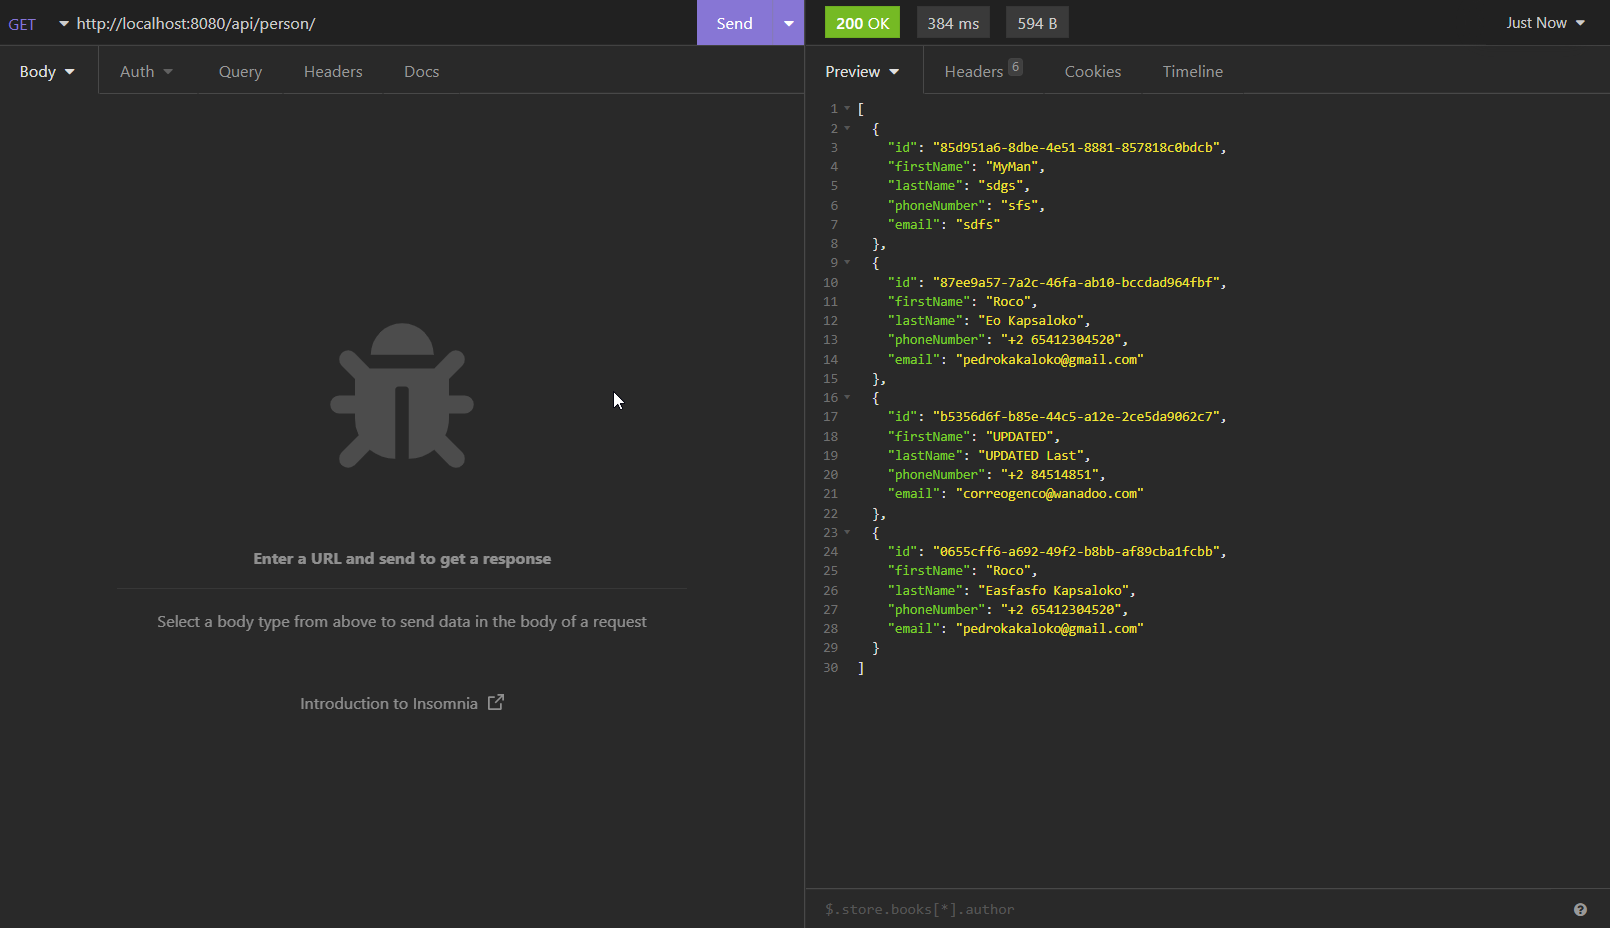 GET http://localhost:8080/api/person/ Send
200 OK 384 ms 594 B Just Now
Body Auth Query Headers Docs
Preview Headers 6 Cookies Timeline
Enter a URL and send to get a response
Select a body type from above to send data in the body of a request
Introduction to Insomnia
1 [
2 {
3 "id": "85d951a6-8dbe-4e51-8881-857818c0bdcb",
4 "firstName": "MyMan",
5 "lastName": "sdgs",
6 "phoneNumber": "sfs",
7 "email": "sdfs"
8 },
9 {
10 "id": "87ee9a57-7a2c-46fa-ab10-bccdad964fbf",
11 "firstName": "Roco",
12 "lastName": "Eo Kapsaloko",
13 "phoneNumber": "+2 65412304520",
14 "email": "pedrokakaloko@gmail.com"
15 },
16 {
17 "id": "b5356d6f-b85e-44c5-a12e-2ce5da9062c7",
18 "firstName": "UPDATED",
19 "lastName": "UPDATED Last",
20 "phoneNumber": "+2 84514851",
21 "email": "correogenco@wanadoo.com"
22 },
23 {
24 "id": "0655cff6-a692-49f2-b8bb-af89cba1fcbb",
25 "firstName": "Roco",
26 "lastName": "Easfasfo Kapsaloko",
27 "phoneNumber": "+2 65412304520",
28 "email": "pedrokakaloko@gmail.com"
29 }
30 ]
$.store.books[*].author